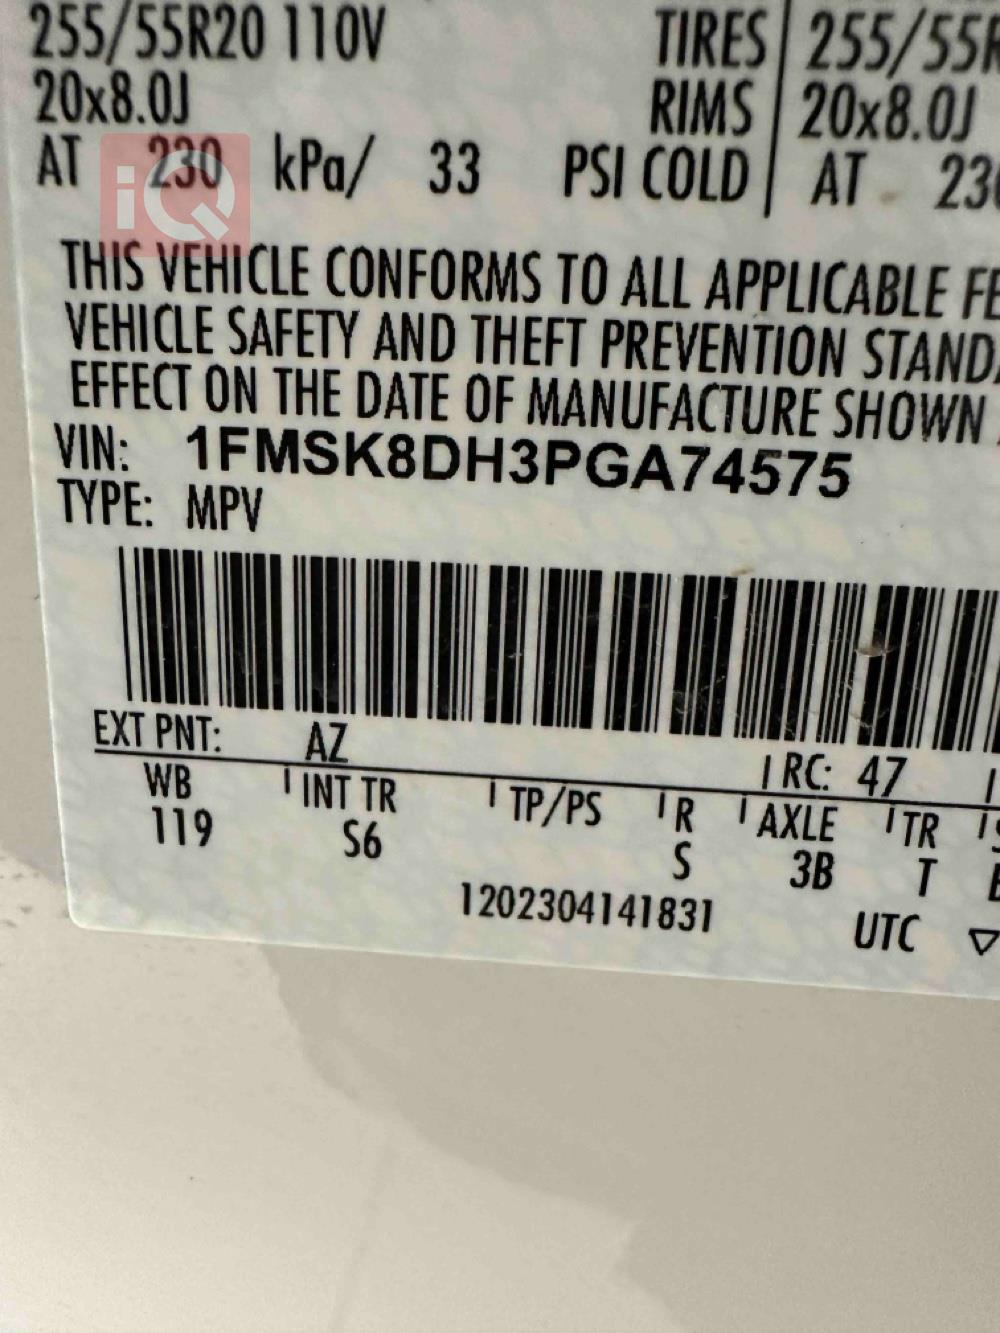 255/55R20 110V TIRES 255/55R
20x8.0J RIMS 20x8.0J
AT 230 kPa/ 33 PSI COLD AT 230
iQ
THIS VEHICLE CONFORMS TO ALL APPLICABLE FE
VEHICLE SAFETY AND THEFT PREVENTION STANDA
EFFECT ON THE DATE OF MANUFACTURE SHOWN A
VIN: 1FMSK8DH3PGA74575
TYPE: MPV
EXT PNT: AZ RC: 47
WB INT TR TP/PS R AXLE TR S
119 S6 S 3B T E
1202304141831 UTC ▽